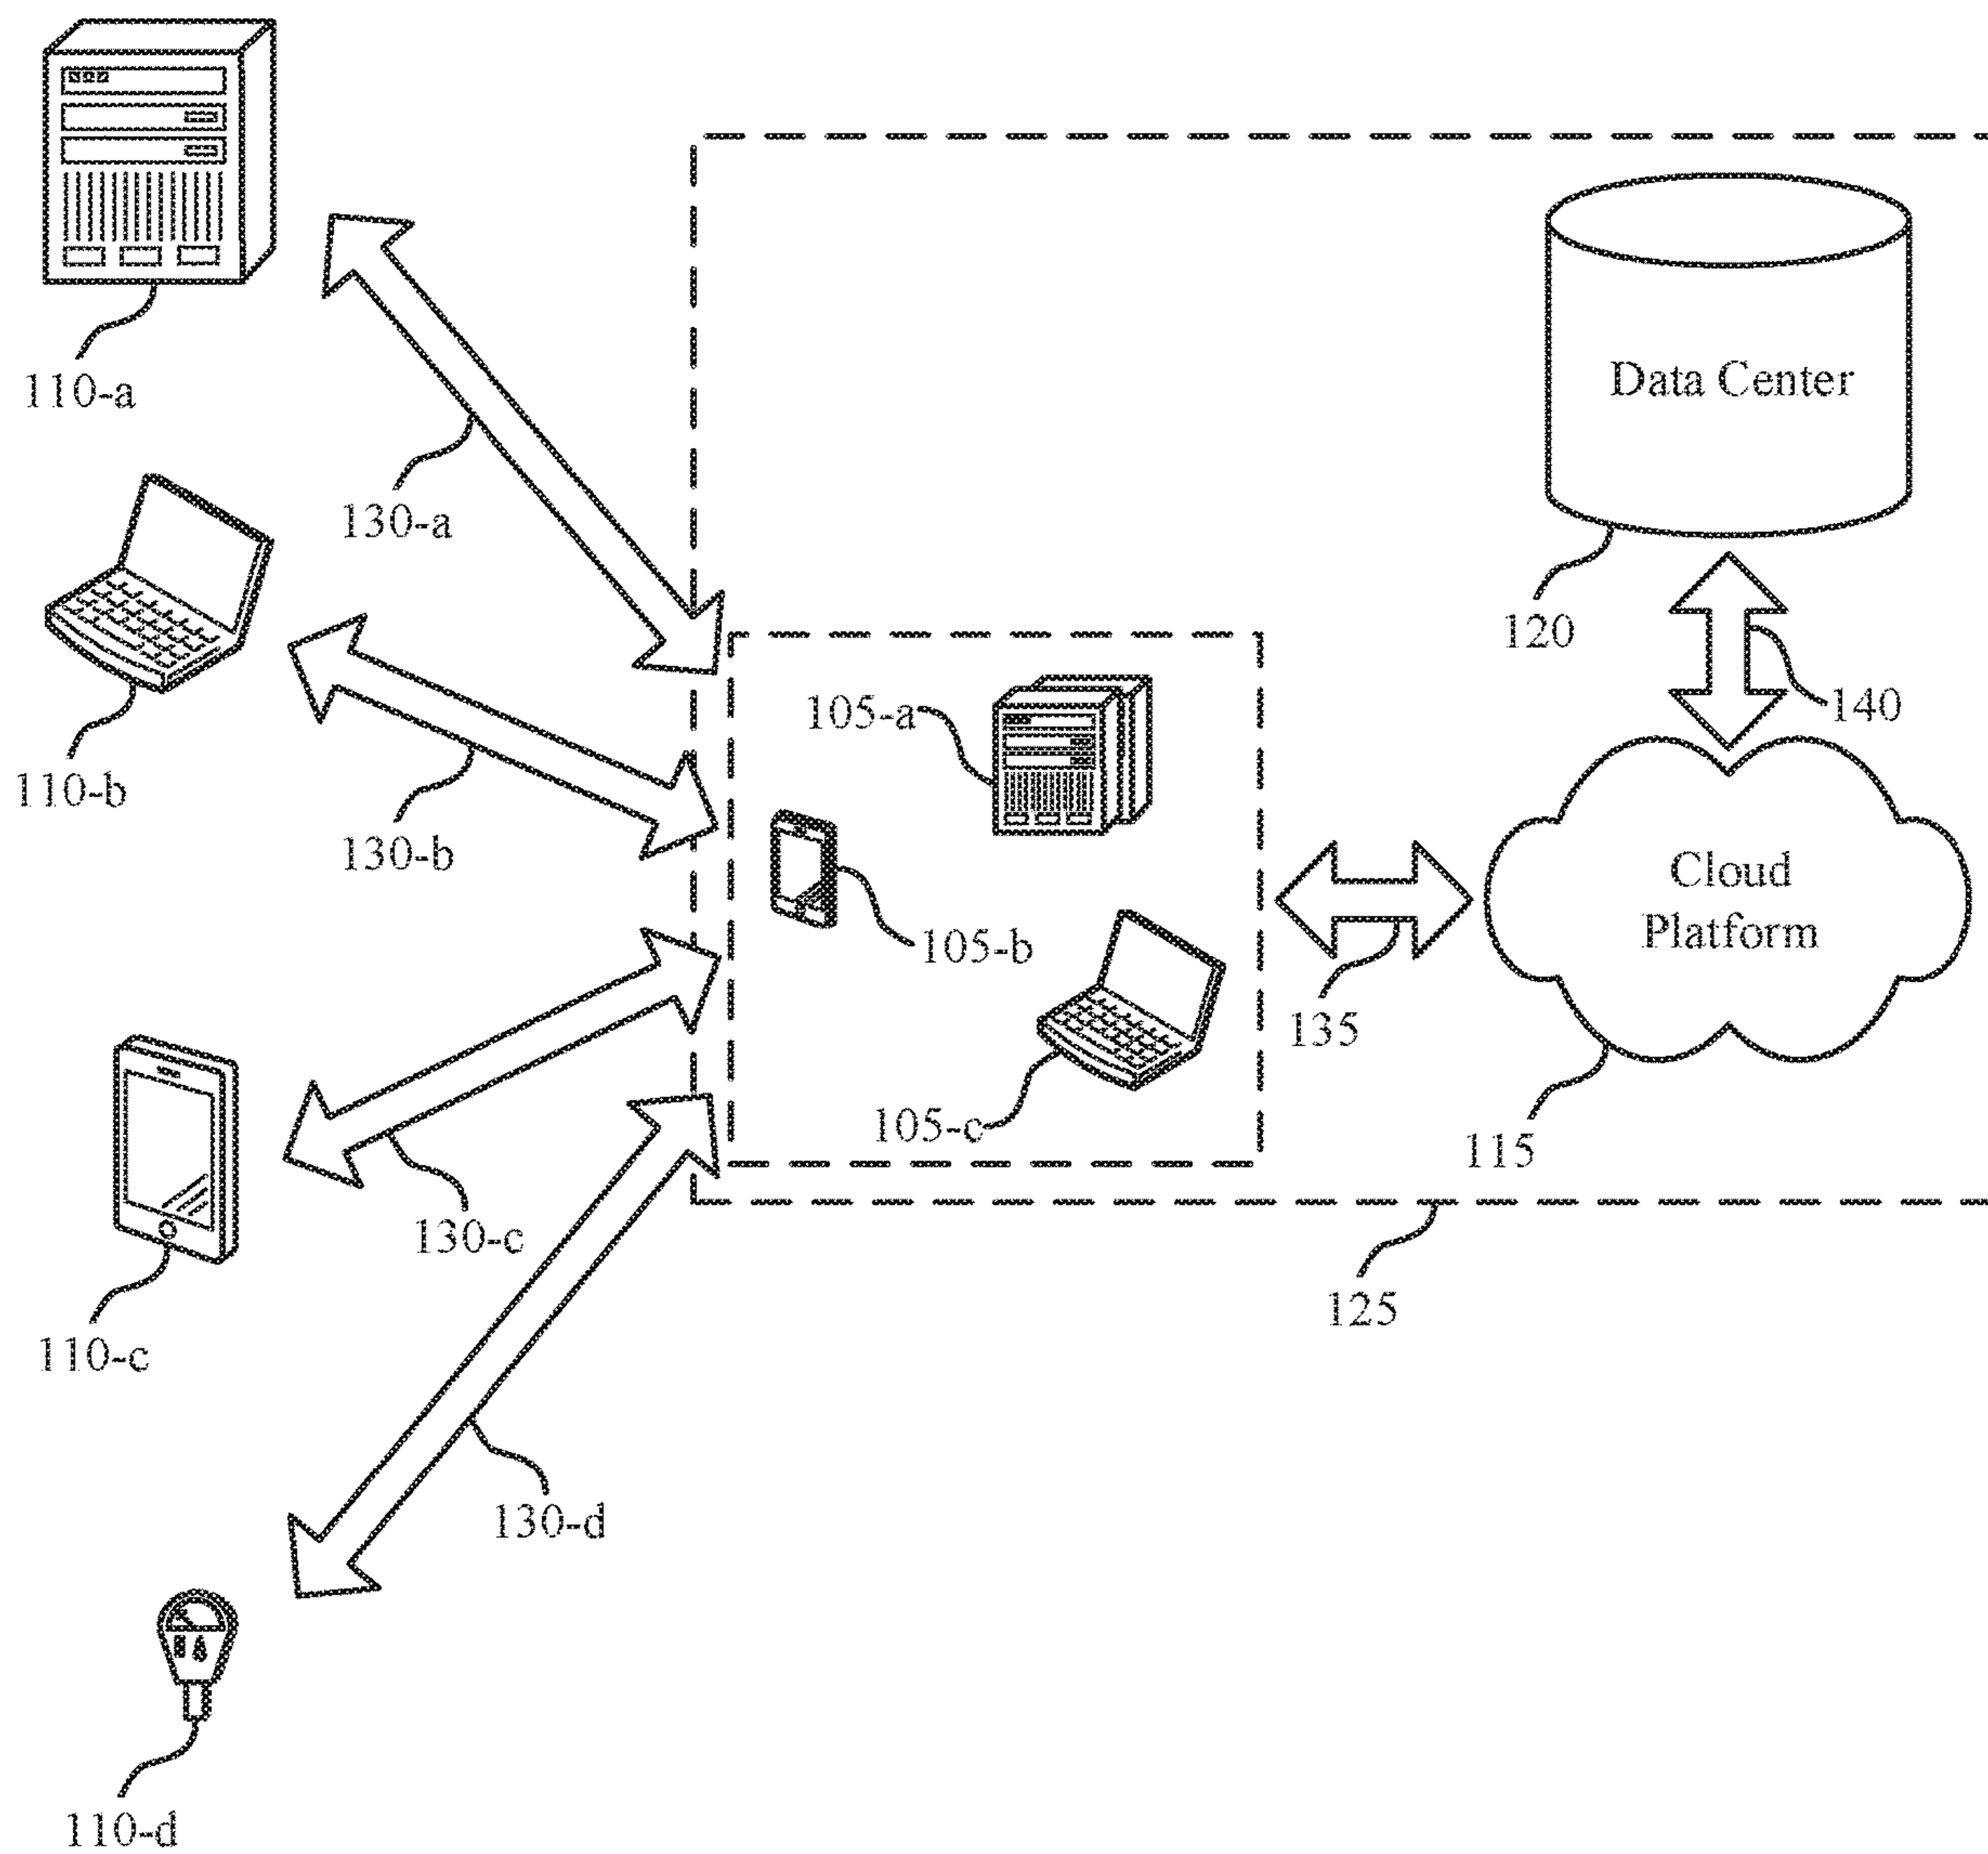 110-a
130-a
Data Center
120
110-b
130-b
105-a
140
105-b
Cloud
Platform
135
105-c
115
110-c
130-c
125
130-d
110-d